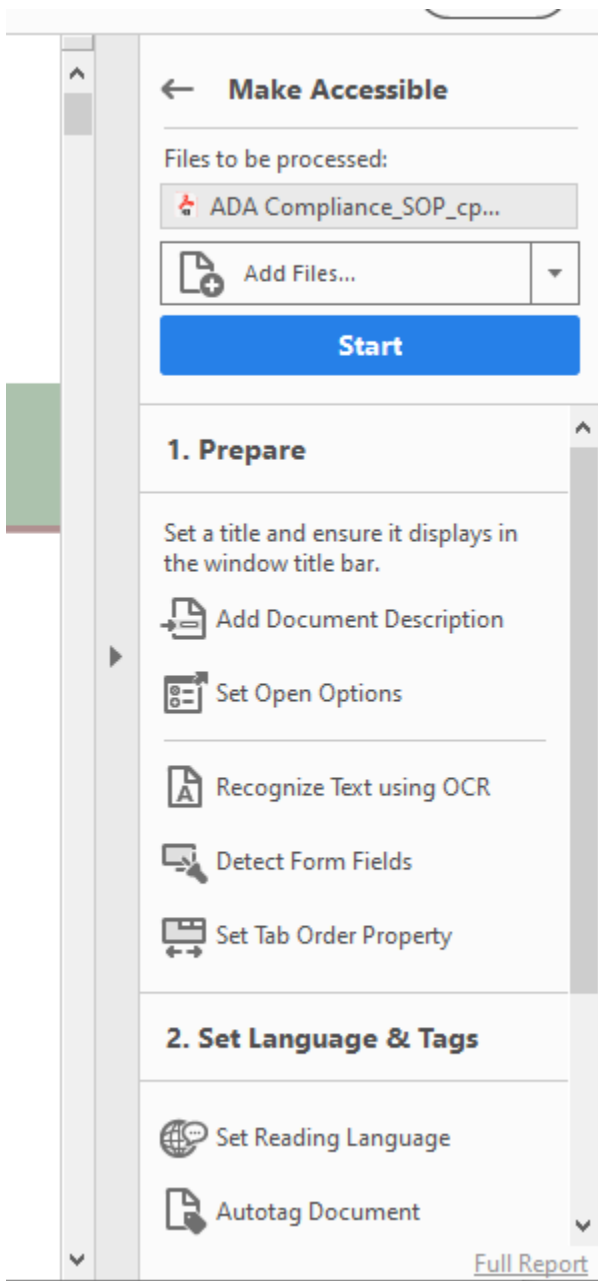 Make Accessible
Files to be processed:
ADA Compliance_SOP_cp...
Add Files...
Start
1. Prepare
Set a title and ensure it displays in
the window title bar.
Add Document Description
Set Open Options
Recognize Text using OCR
Detect Form Fields
Set Tab Order Property
2. Set Language & Tags
Set Reading Language
Autotag Document
Full Report